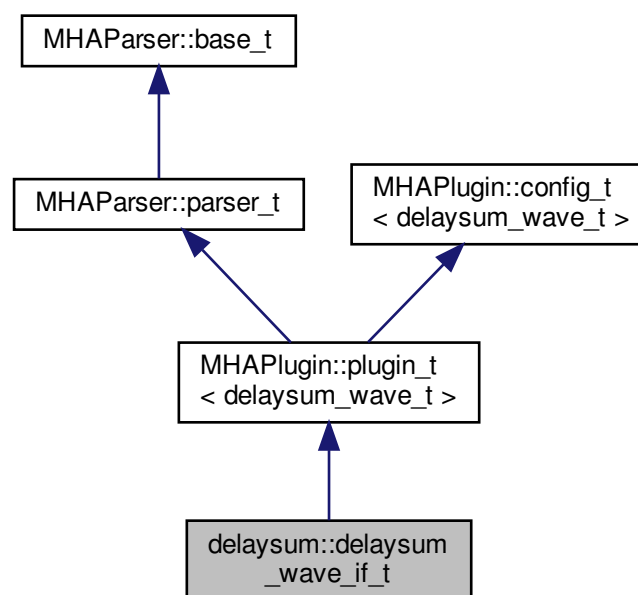 MHAParser::base_t
MHAParser::parser_t
MHAPlugin::config_t
< delaysum_wave_t >
MHAPlugin::plugin_t
< delaysum_wave_t >
delaysum::delaysum
_wave_if_t